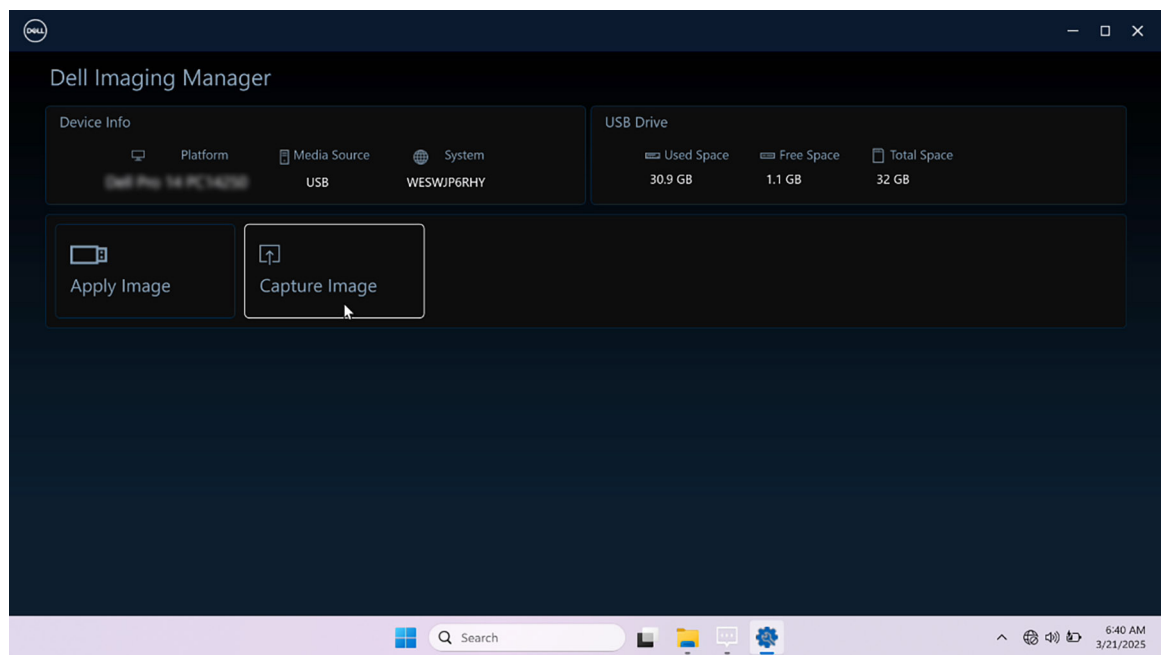 DELL
Dell Imaging Manager
Device Info
Platform Media Source System
USB WESWJP6RHY
USB Drive
Used Space Free Space Total Space
30.9 GB 1.1 GB 32 GB
Apply Image
Capture Image
Search
6:40 AM
3/21/2025